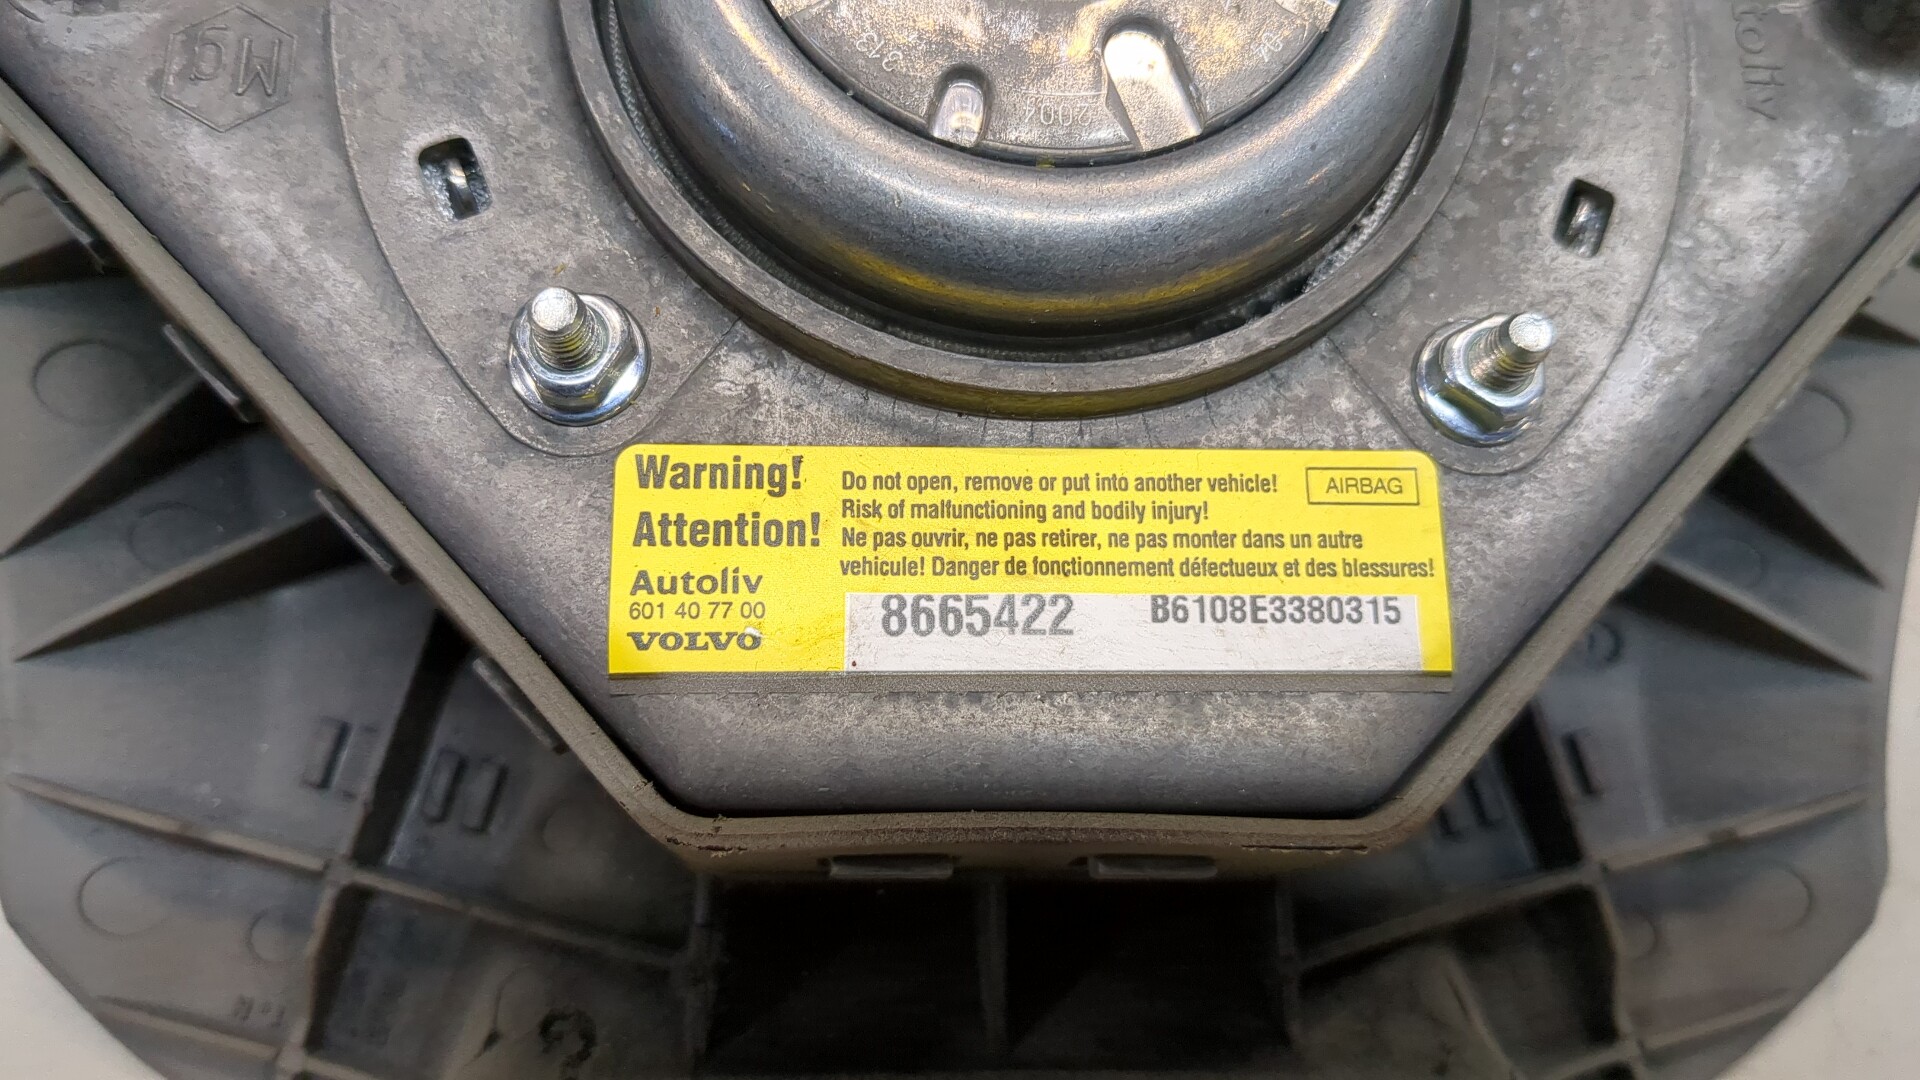 Mg
313
2004
94
Warning!
Attention!
Autoliv
601 40 77 00
VOLVO
Do not open, remove or put into another vehicle!
Risk of malfunctioning and bodily injury!
Ne pas ouvrir, ne pas retirer, ne pas monter dans un autre
vehicule! Danger de fonctionnement défectueux et des blessures!
AIRBAG
8665422
B6108E3380315